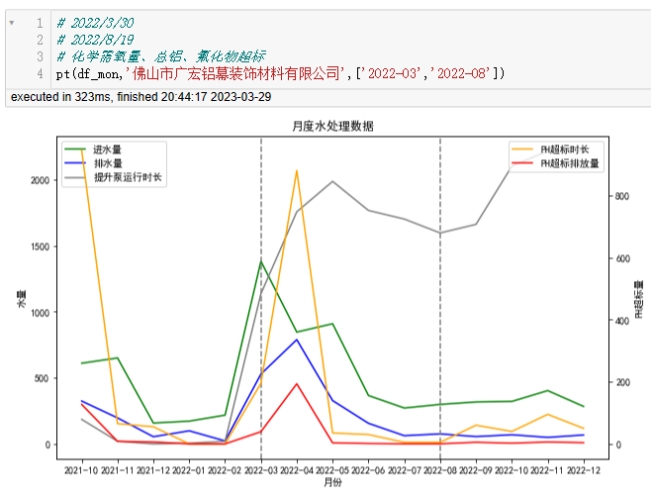 1 # 2022/3/30
2 # 2022/8/19
3 # 化学需氧量、总铝、氟化物超标
4 pt(df_mon,'佛山市广宏铝幕装饰材料有限公司',['2022-03','2022-08'])
executed in 323ms, finished 20:44:17 2023-03-29
月度水处理数据
进水量
排水量
提升泵运行时长
PH超标时长
PH超标排放量
2000
1500
1000
500
0
水量
800
600
400
200
0
PH超标量
2021-10 2021-11 2021-12 2022-01 2022-02 2022-03 2022-04 2022-05 2022-06 2022-07 2022-08 2022-09 2022-10 2022-11 2022-12
月份